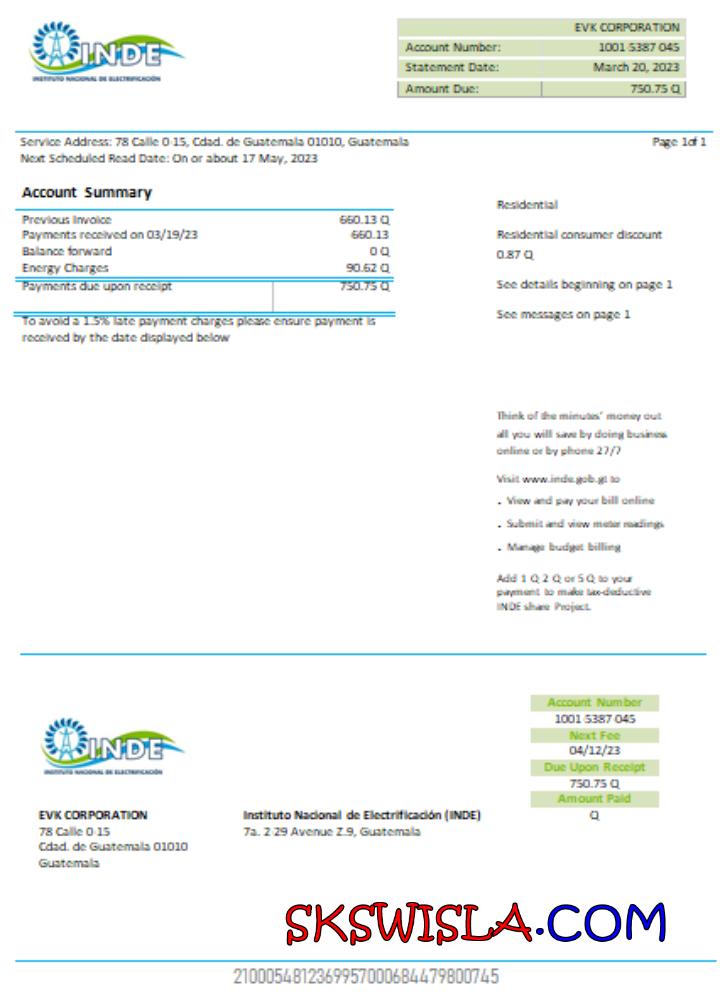 INDE
INSTITUTO NACIONAL DE ELECTRIFICACIÓN
EVK CORPORATION
Account Number: 1001 5387 045
Statement Date: March 20, 2023
Amount Due: 750.75 Q
Service Address: 78 Calle 0-15, Cdad. de Guatemala 01010, Guatemala
Page 1of 1
Next Scheduled Read Date: On or about 17 May, 2023
Account Summary
Previous Invoice 660.13 Q
Payments received on 03/19/23 660.13
Balance forward 0 Q
Energy Charges 90.62 Q
Payments due upon receipt 750.75 Q
To avoid a 1.5% late payment charges please ensure payment is
received by the date displayed below
Residential
Residential consumer discount
0.87 Q
See details beginning on page 1
See messages on page 1
Think of the minutes' money out
all you will save by doing business
online or by phone 27/7
Visit www.inde.gob.gt to
. View and pay your bill online
. Submit and view meter readings
. Manage budget billing
Add 1 Q 2 Q or 5 Q to your
payment to make tax-deductive
INDE share Project.
INDE
INSTITUTO NACIONAL DE ELECTRIFICACIÓN
Account Number
1001 5387 045
Next Fee
04/12/23
Due Upon Receipt
750.75 Q
Amount Paid
Q
EVK CORPORATION
78 Calle 0-15
Cdad. de Guatemala 01010
Guatemala
Instituto Nacional de Electrificación (INDE)
7a. 2-29 Avenue Z.9, Guatemala
SKSWISLA.COM
2100054812369957000684479800745